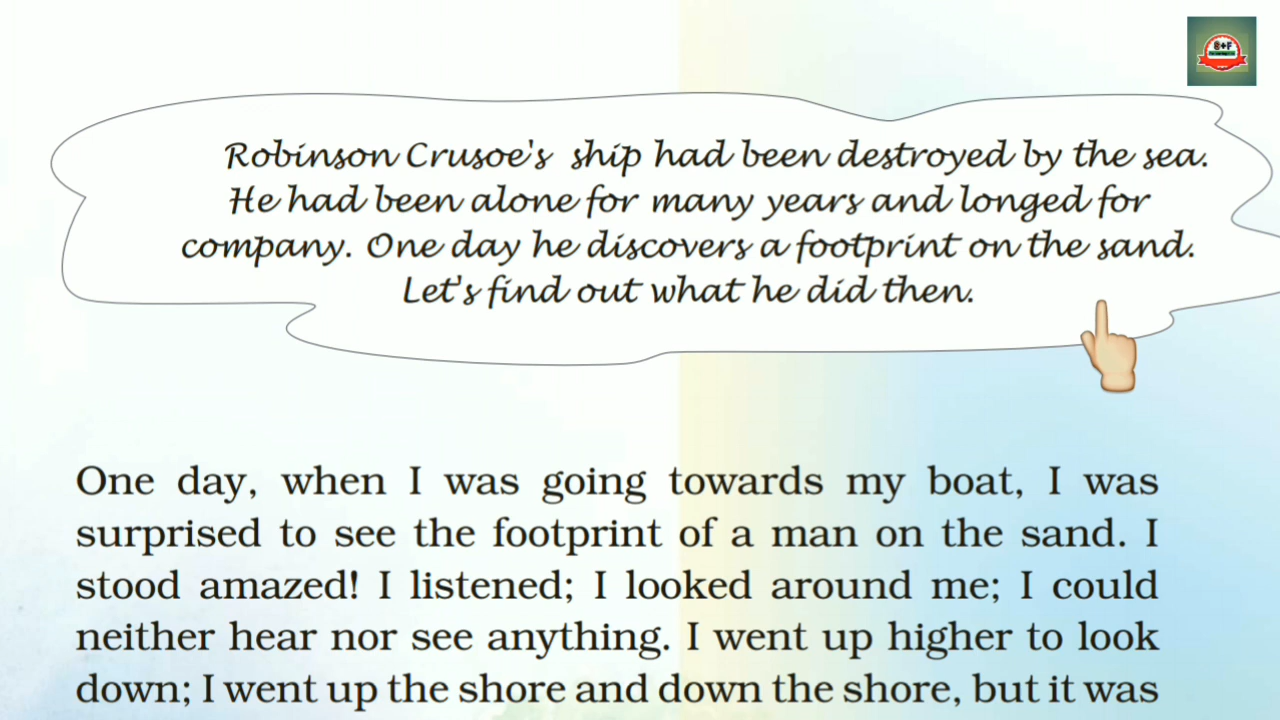 Robinson Crusoe's ship had been destroyed by the sea.
He had been alone for many years and longed for
company. One day he discovers a footprint on the sand.
Let's find out what he did then.
One day, when I was going towards my boat, I was
surprised to see the footprint of a man on the sand. I
stood amazed! I listened; I looked around me; I could
neither hear nor see anything. I went up higher to look
down; I went up the shore and down the shore, but it was